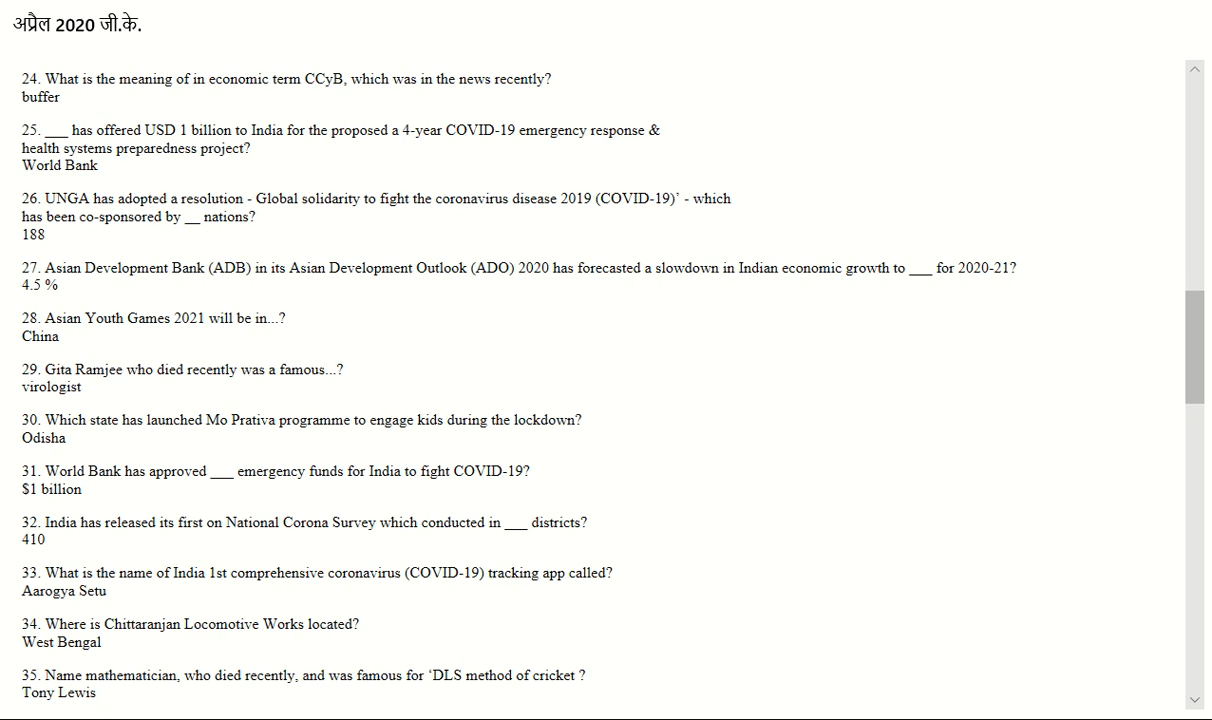 अप्रैल 2020 जी.के.
24. What is the meaning of in economic term CCyB, which was in the news recently?
buffer
25. ___ has offered USD 1 billion to India for the proposed a 4-year COVID-19 emergency response &
health systems preparedness project?
World Bank
26. UNGA has adopted a resolution - Global solidarity to fight the coronavirus disease 2019 (COVID-19)' - which
has been co-sponsored by __ nations?
188
27. Asian Development Bank (ADB) in its Asian Development Outlook (ADO) 2020 has forecasted a slowdown in Indian economic growth to ___ for 2020-21?
4.5 %
28. Asian Youth Games 2021 will be in...?
China
29. Gita Ramjee who died recently was a famous...?
virologist
30. Which state has launched Mo Prativa programme to engage kids during the lockdown?
Odisha
31. World Bank has approved ___ emergency funds for India to fight COVID-19?
$1 billion
32. India has released its first on National Corona Survey which conducted in ___ districts?
410
33. What is the name of India 1st comprehensive coronavirus (COVID-19) tracking app called?
Aarogya Setu
34. Where is Chittaranjan Locomotive Works located?
West Bengal
35. Name mathematician, who died recently, and was famous for 'DLS method of cricket ?
Tony Lewis